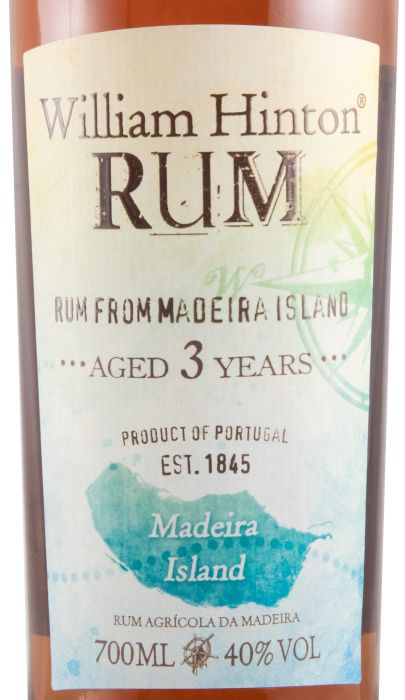 William Hinton®
RUM
W
RUM FROM MADEIRA ISLAND
···AGED 3 YEARS···
PRODUCT OF PORTUGAL
EST. 1845
Madeira
Island
RUM AGRÍCOLA DA MADEIRA
700ML 40% VOL